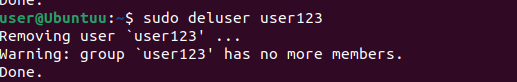 Done.
user@Ubuntuu:~$ sudo deluser user123
Removing user `user123' ...
Warning: group `user123' has no more members.
Done.